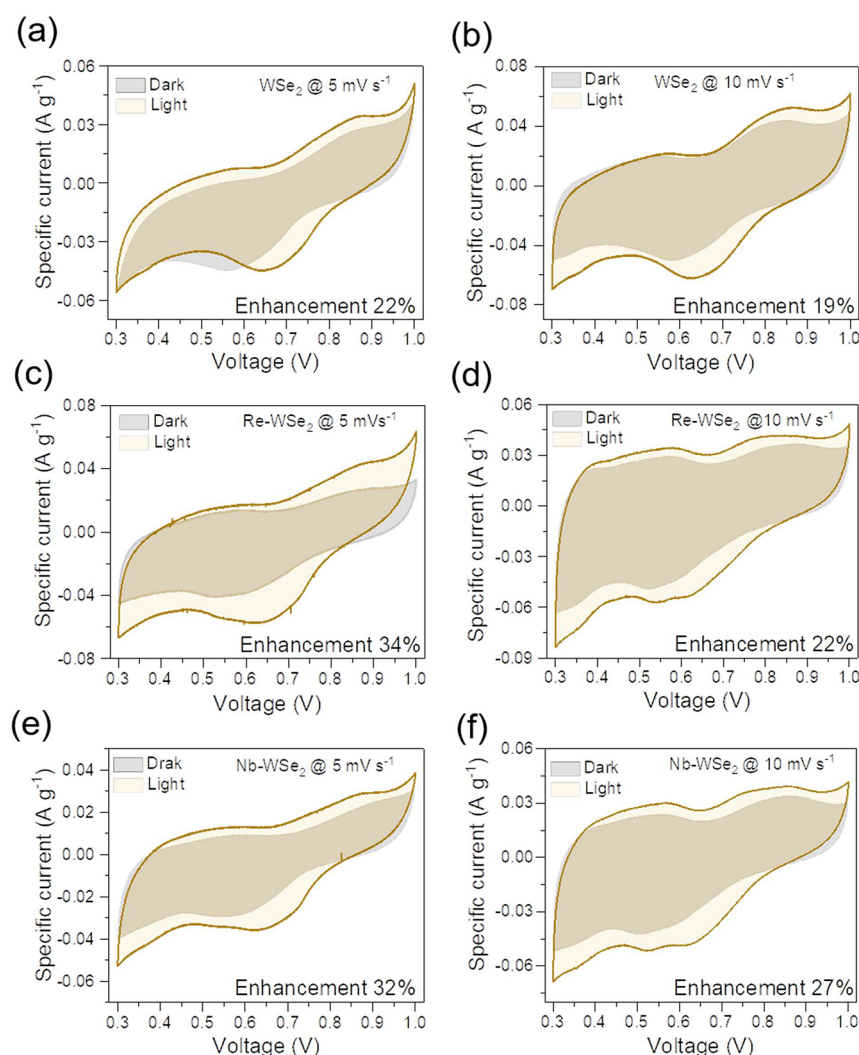 (a)
Specific current (A g⁻¹)
0.06
0.03
0.00
-0.03
-0.06
Dark
Light
WSe₂ @ 5 mV s⁻¹
Enhancement 22%
0.3 0.4 0.5 0.6 0.7 0.8 0.9 1.0
Voltage (V)
(b)
Specific current ( A g⁻¹)
0.08
0.04
0.00
-0.04
-0.08
Dark
Light
WSe₂ @ 10 mV s⁻¹
Enhancement 19%
0.3 0.4 0.5 0.6 0.7 0.8 0.9 1.0
Voltage (V)
(c)
Specific current (A g⁻¹)
0.08
0.04
0.00
-0.04
-0.08
Dark
Light
Re-WSe₂ @ 5 mVs⁻¹
Enhancement 34%
0.3 0.4 0.5 0.6 0.7 0.8 0.9 1.0
Voltage (V)
(d)
Specific current (A g⁻¹)
0.06
0.03
0.00
-0.03
-0.06
-0.09
Dark
Light
Re-WSe₂ @10 mV s⁻¹
Enhancement 22%
0.3 0.4 0.5 0.6 0.7 0.8 0.9 1.0
Voltage (V)
(e)
Specific current (A g⁻¹)
0.04
0.02
0.00
-0.02
-0.04
-0.06
Drak
Light
Nb-WSe₂ @ 5 mV s⁻¹
Enhancement 32%
0.3 0.4 0.5 0.6 0.7 0.8 0.9 1.0
Voltage (V)
(f)
Specific current (A g⁻¹)
0.06
0.03
0.00
-0.03
-0.06
Dark
Light
Nb-WSe₂ @ 10 mV s⁻¹
Enhancement 27%
0.3 0.4 0.5 0.6 0.7 0.8 0.9 1.0
Voltage (V)